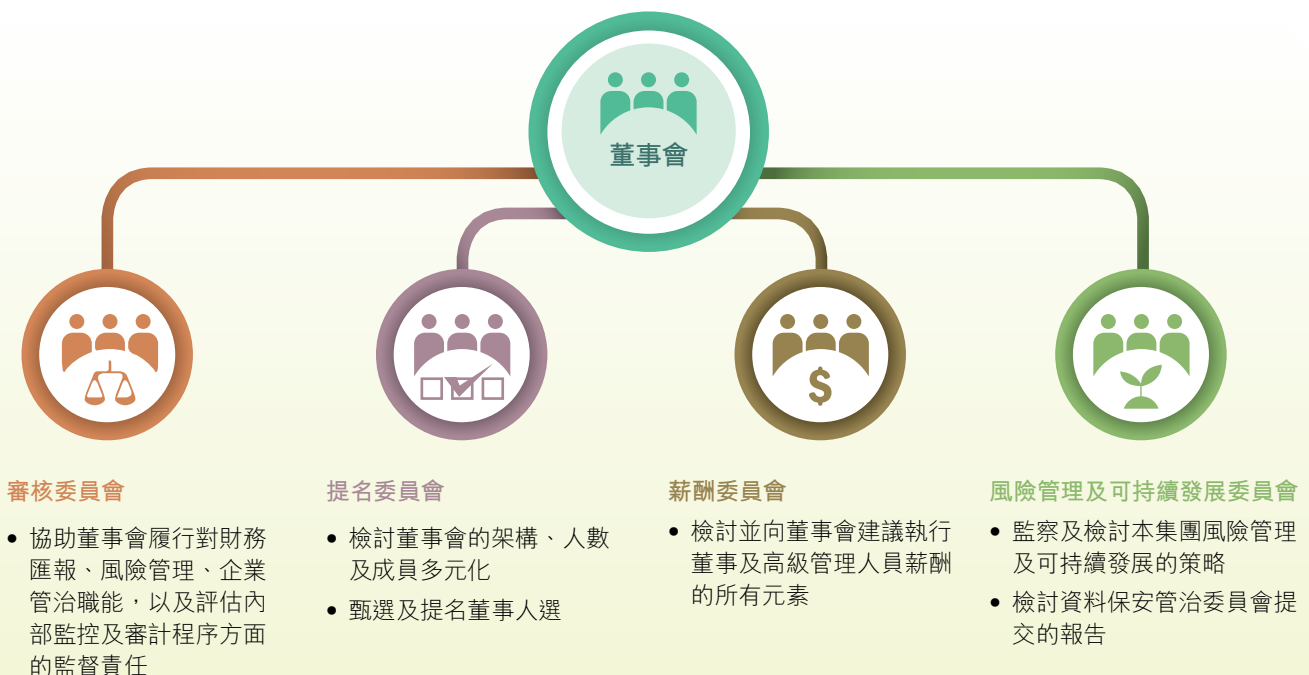 董事會
審核委員會
• 協助董事會履行對財務
匯報、風險管理、企業
管治職能，以及評估內
部監控及審計程序方面
的監督責任
提名委員會
• 檢討董事會的架構、人數
及成員多元化
• 甄選及提名董事人選
薪酬委員會
• 檢討並向董事會建議執行
董事及高級管理人員薪酬
的所有元素
風險管理及可持續發展委員會
• 監察及檢討本集團風險管理
及可持續發展的策略
• 檢討資料保安管治委員會提
交的報告